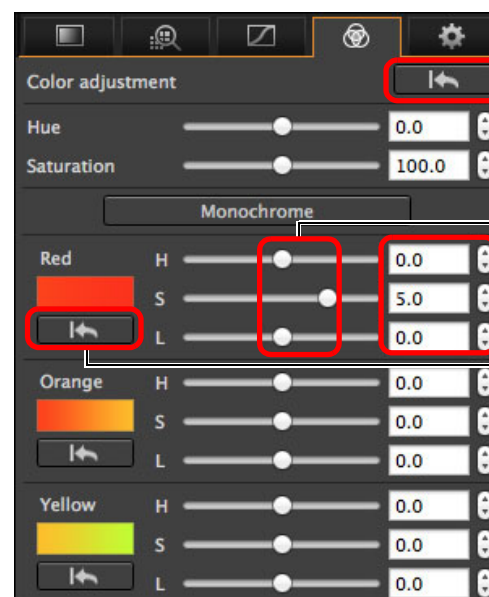 Color adjustment
Hue 0.0
Saturation 100.0
Monochrome
Red H 0.0
S 5.0
L 0.0
Orange H 0.0
S 0.0
L 0.0
Yellow H 0.0
S 0.0
L 0.0